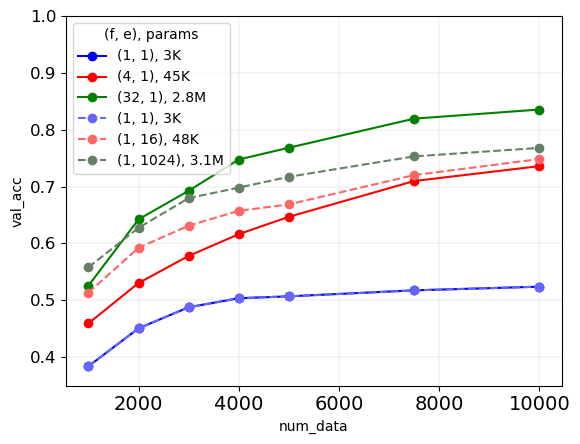 (f, e), params
(1, 1), 3K
(4, 1), 45K
(32, 1), 2.8M
(1, 1), 3K
(1, 16), 48K
(1, 1024), 3.1M
1.0
0.9
0.8
0.7
0.6
0.5
0.4
val_acc
2000 4000 6000 8000 10000
num_data